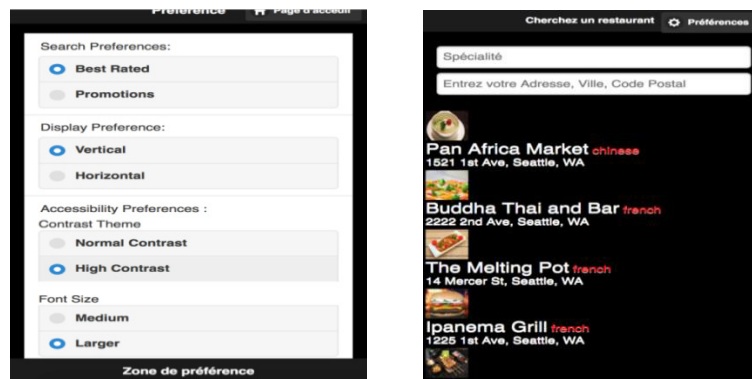 Preference Page d'acceuil
Search Preferences:
Best Rated
Promotions
Display Preference:
Vertical
Horizontal
Accessibility Preferences :
Contrast Theme
Normal Contrast
High Contrast
Font Size
Medium
Larger
Zone de préférence
Cherchez un restaurant Préférences
Spécialité
Entrez votre Adresse, Ville, Code Postal
Pan Africa Market chinese
1521 1st Ave, Seattle, WA
Buddha Thai and Bar french
2222 2nd Ave, Seattle, WA
The Melting Pot french
14 Mercer St, Seattle, WA
Ipanema Grill french
1225 1st Ave, Seattle, WA